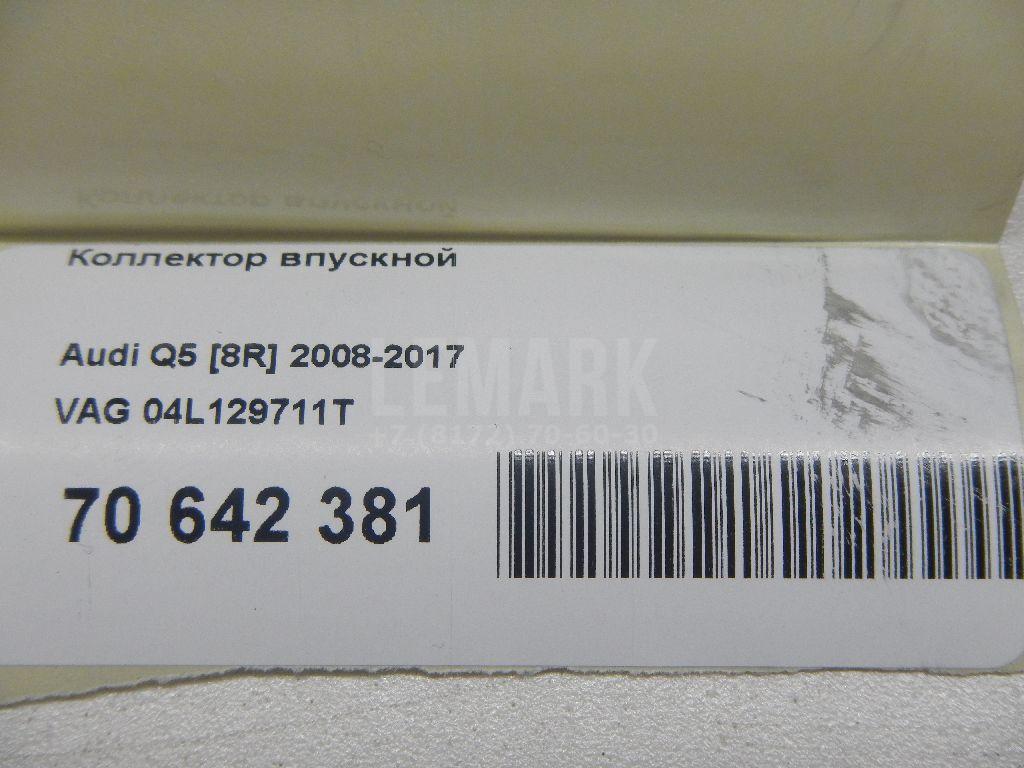 Коллектор впускной
Audi Q5 [8R] 2008-2017
VAG 04L129711T
LEMARK
+7 (8172) 70-60-30
70 642 381